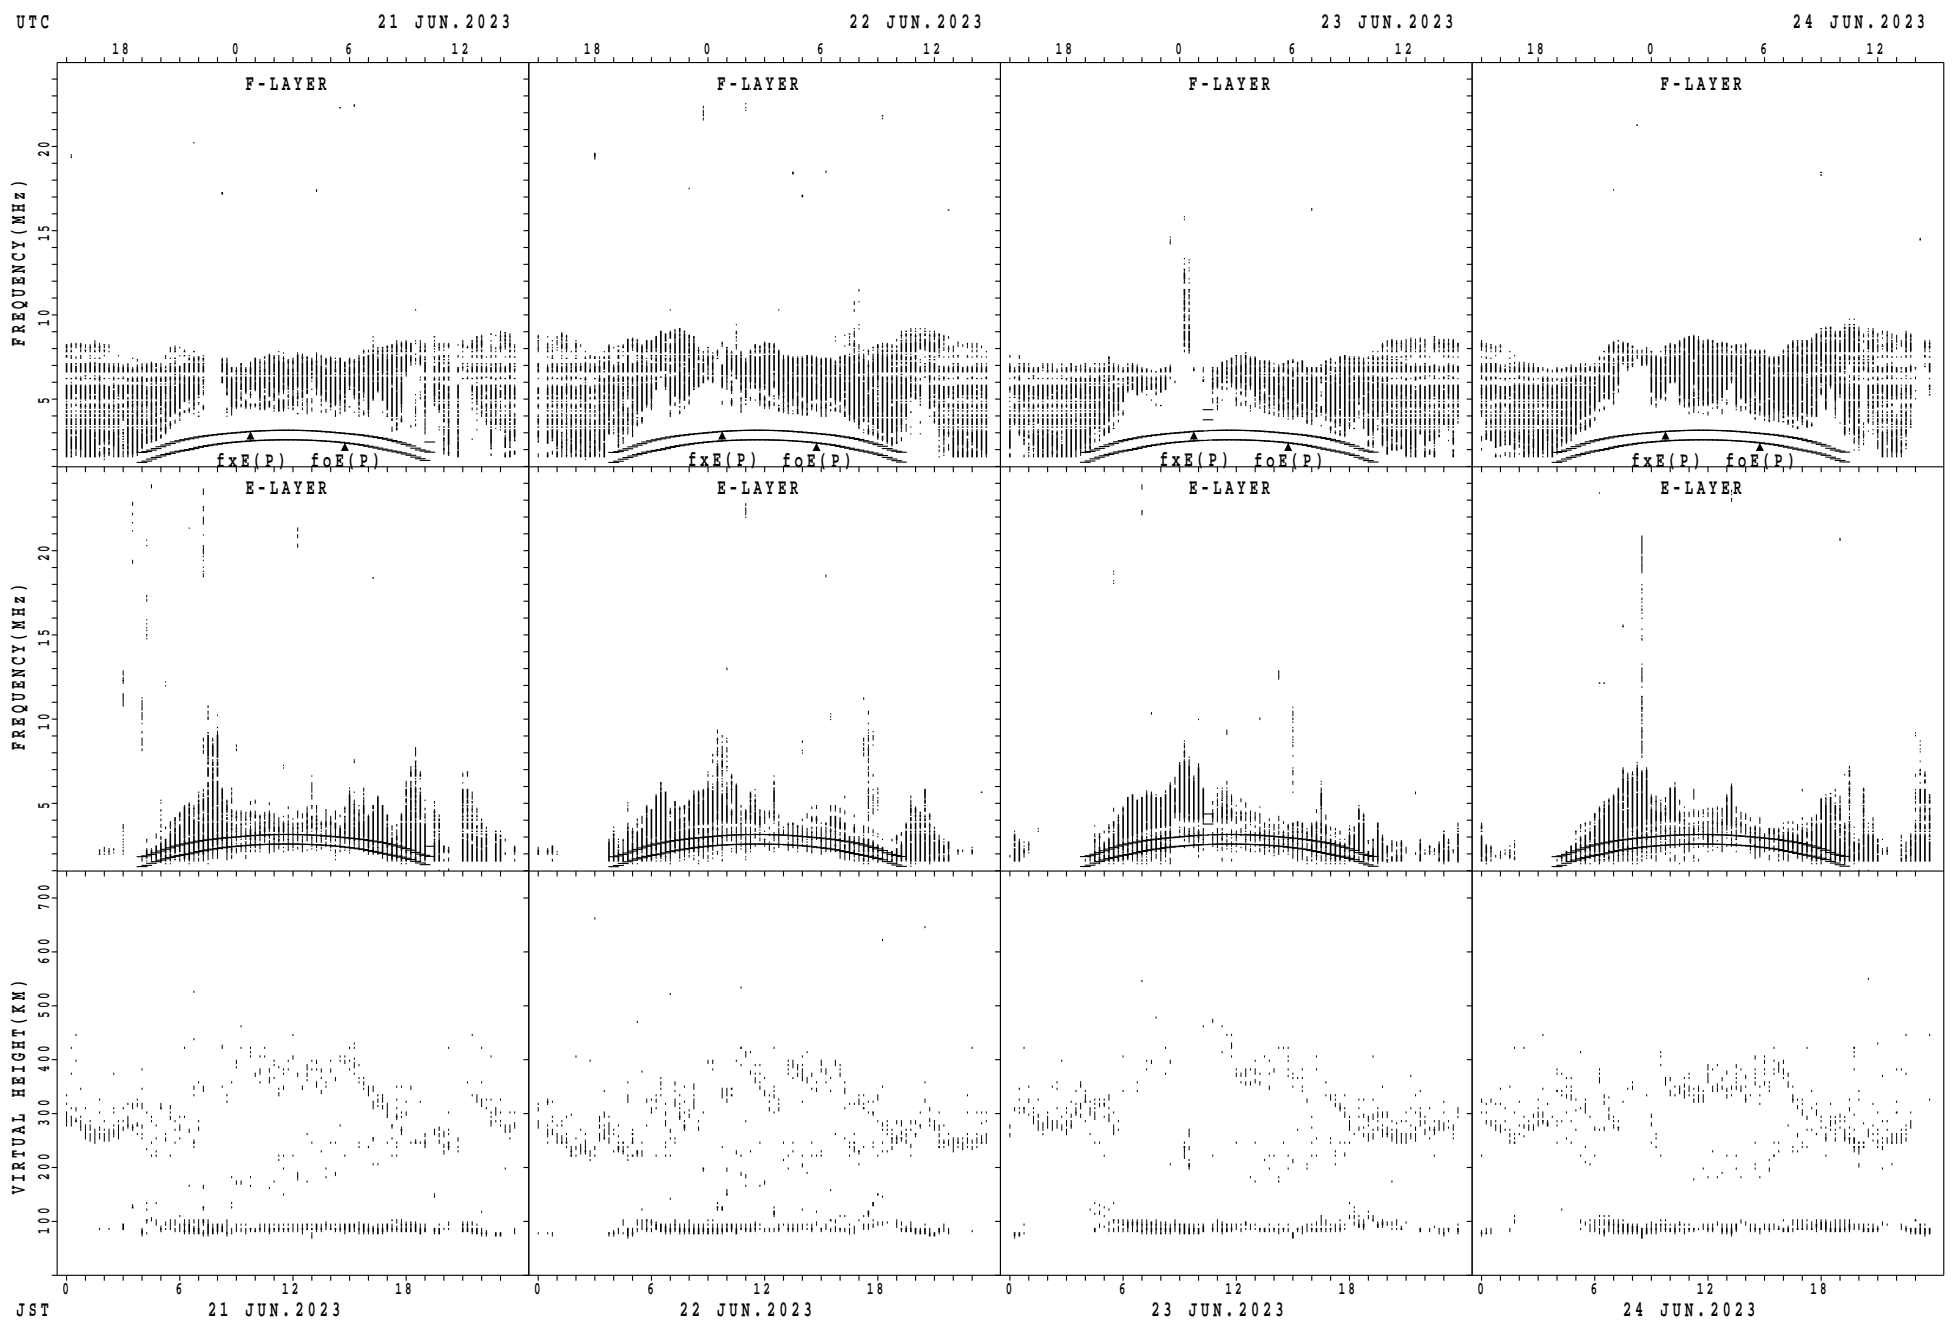 UTC 21 JUN.2023 22 JUN.2023 23 JUN.2023 24 JUN.2023
18 0 6 12 18 0 6 12 18 0 6 12 18 0 6 12
F-LAYER F-LAYER F-LAYER F-LAYER
FREQUENCY(MHz)
20
15
10
5
fxE(P) foE(P) fxE(P) foE(P) fxE(P) foE(P) fxE(P) foE(P)
E-LAYER E-LAYER E-LAYER E-LAYER
FREQUENCY(MHz)
20
15
10
5
VIRTUAL HEIGHT(KM)
700
600
500
400
300
200
100
0 6 12 18 0 6 12 18 0 6 12 18 0 6 12 18
JST 21 JUN.2023 22 JUN.2023 23 JUN.2023 24 JUN.2023